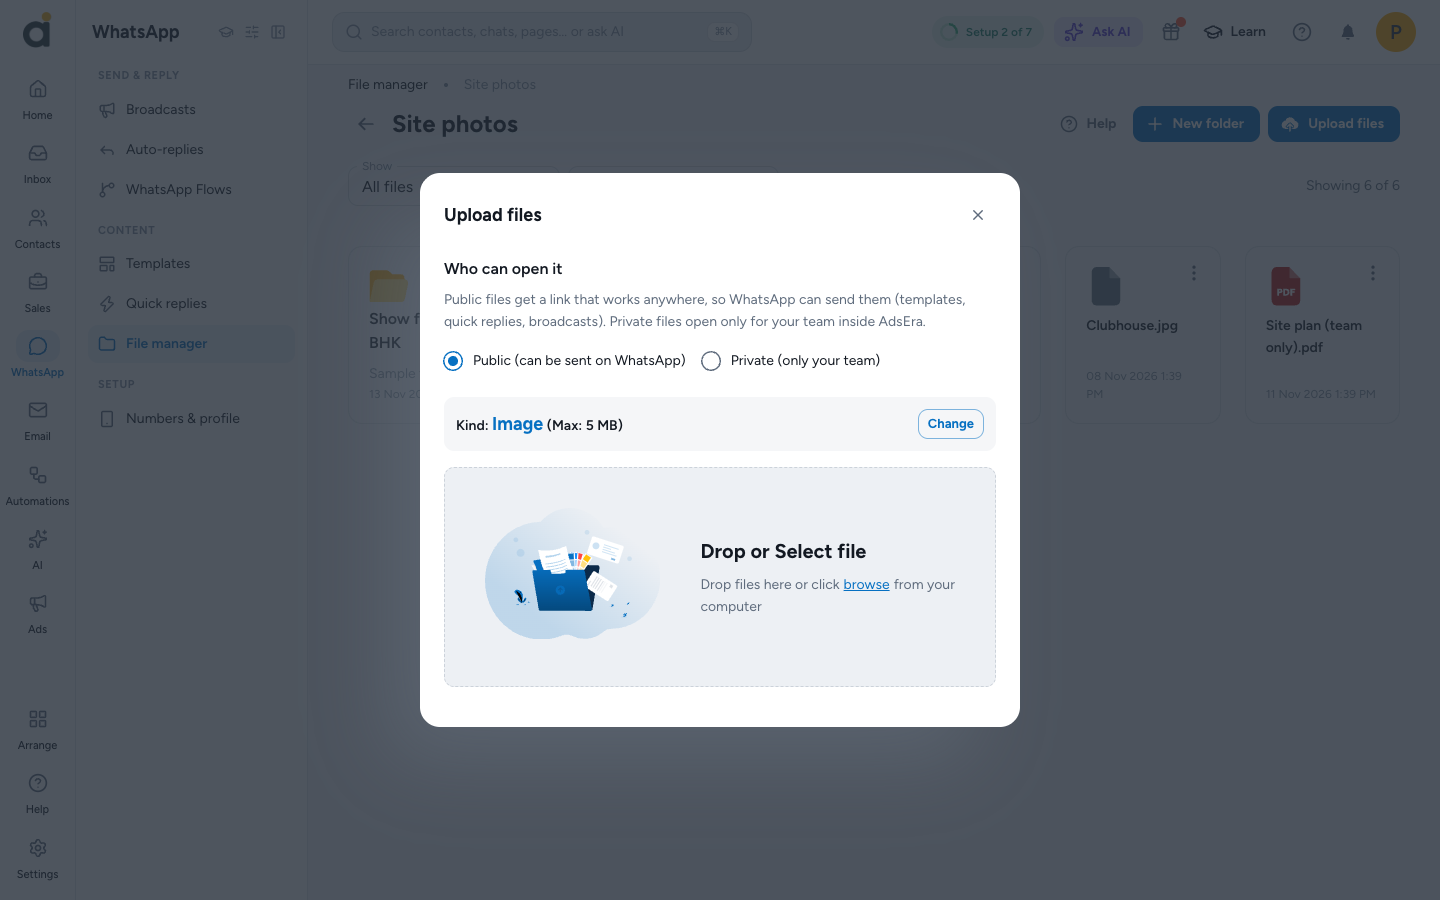 WhatsApp
Search contacts, chats, pages... or ask AI
⌘K
Setup 2 of 7
Ask AI
Learn
P
Home
Inbox
Contacts
Sales
WhatsApp
Email
Automations
AI
Ads
Arrange
Help
Settings
SEND & REPLY
Broadcasts
Auto-replies
WhatsApp Flows
CONTENT
Templates
Quick replies
File manager
SETUP
Numbers & profile
File manager • Site photos
Site photos
Help
New folder
Upload files
Show
All files
Showing 6 of 6
Show f
BHK
Sample
13 Nov 20
Clubhouse.jpg
08 Nov 2026 1:39
PM
PDF
Site plan (team
only).pdf
11 Nov 2026 1:39 PM
Upload files
Who can open it
Public files get a link that works anywhere, so WhatsApp can send them (templates,
quick replies, broadcasts). Private files open only for your team inside AdsEra.
Public (can be sent on WhatsApp)
Private (only your team)
Kind: Image (Max: 5 MB)
Change
Drop or Select file
Drop files here or click browse from your
computer